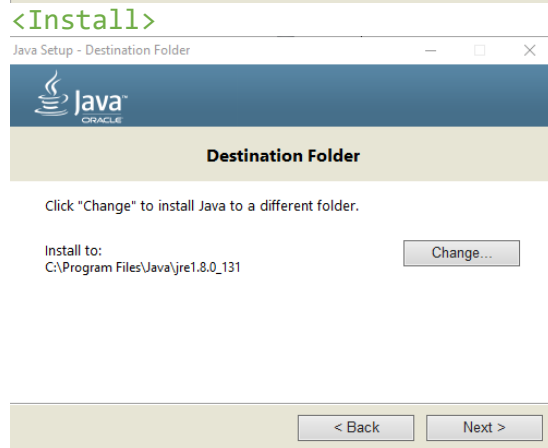 <Install>
Java Setup - Destination Folder
Java™
ORACLE
Destination Folder
Click "Change" to install Java to a different folder.
Install to:
C:\Program Files\Java\jre1.8.0_131
Change...
< Back
Next >